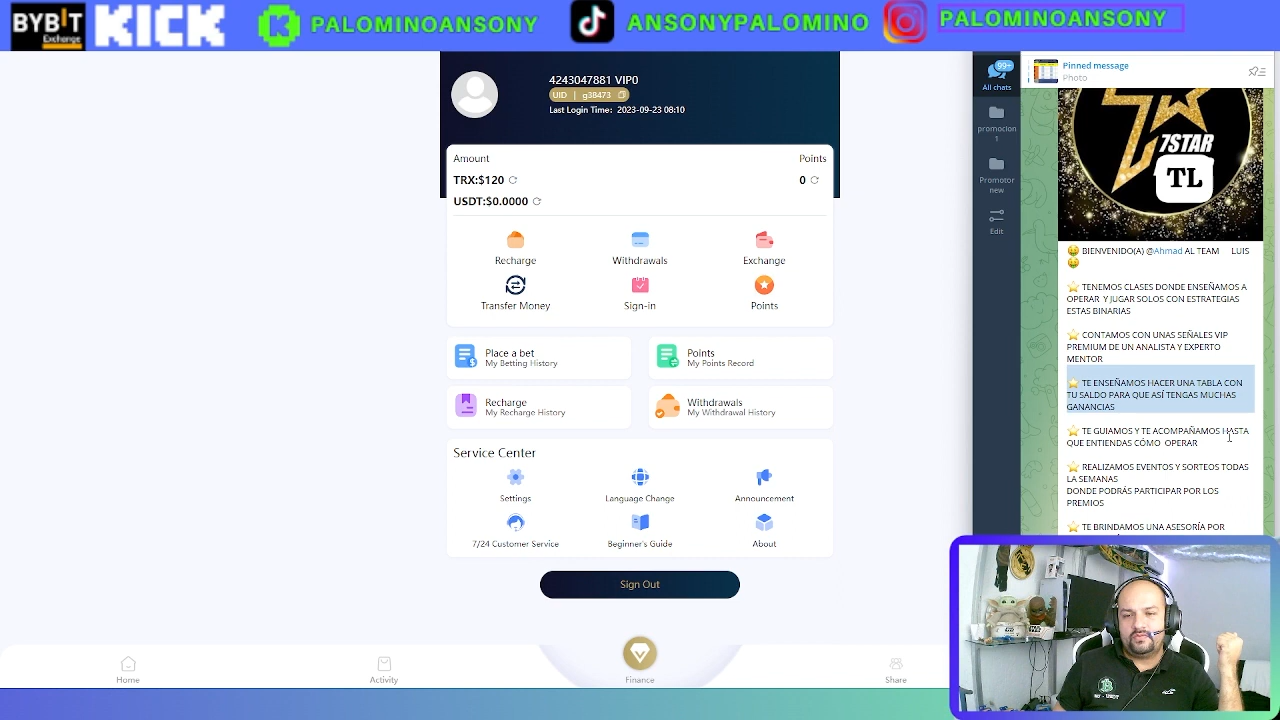 BYBIT
Exchange
KICK
PALOMINOANSONY
ANSONYPALOMINO
PALOMINOANSONY
4243047881 VIP0
UID | g38473
Last Login Time: 2023-09-23 08:10
Amount
Points
TRX:$120
0
USDT:$0.0000
Recharge
Withdrawals
Exchange
Transfer Money
Sign-in
Points
Place a bet
My Betting History
Points
My Points Record
Recharge
My Recharge History
Withdrawals
My Withdrawal History
Service Center
Settings
Language Change
Announcement
7/24 Customer Service
Beginner's Guide
About
Sign Out
Home
Activity
Finance
Share
99+
All chats
promocion
1
Promotor
new
Edit
Pinned message
Photo
7STAR
TL
BIENVENIDO(A) @Ahmad AL TEAM LUIS
TENEMOS CLASES DONDE ENSEÑAMOS A
OPERAR Y JUGAR SOLOS CON ESTRATEGIAS
ESTAS BINARIAS
CONTAMOS CON UNAS SEÑALES VIP
PREMIUM DE UN ANALISTA Y EXPERTO
MENTOR
TE ENSEÑAMOS HACER UNA TABLA CON
TU SALDO PARA QUE ASÍ TENGAS MUCHAS
GANANCIAS
TE GUIAMOS Y TE ACOMPAÑAMOS HASTA
QUE ENTIENDAS CÓMO OPERAR
REALIZAMOS EVENTOS Y SORTEOS TODAS
LA SEMANAS
DONDE PODRÁS PARTICIPAR POR LOS
PREMIOS
TE BRINDAMOS UNA ASESORÍA POR